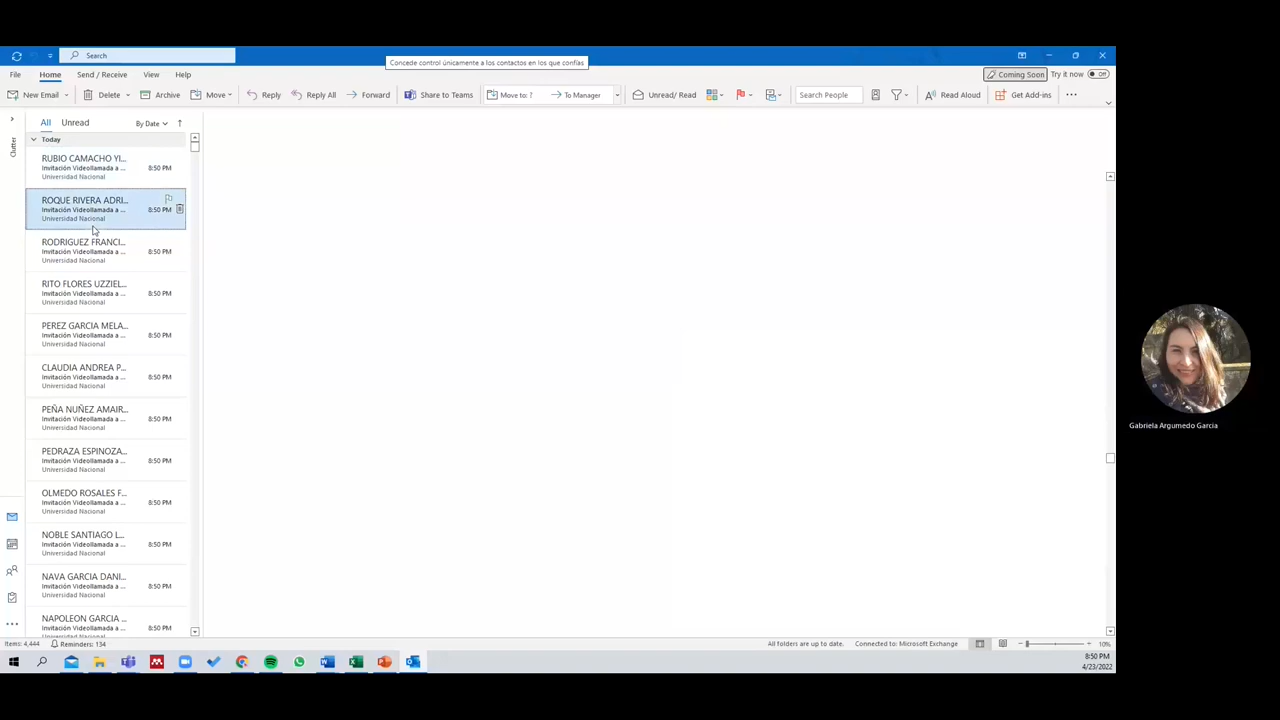 Search
Concede control únicamente a los contactos en los que confías
File Home Send / Receive View Help
Coming Soon Try it now Off
New Email Delete Archive Move Reply Reply All Forward Share to Teams Move to: ? To Manager Unread/ Read Search People Read Aloud Get Add-ins
Clutter
All Unread By Date
Today
RUBIO CAMACHO YI...
Invitación Videollamada a ... 8:50 PM
Universidad Nacional
ROQUE RIVERA ADRI...
Invitación Videollamada a ... 8:50 PM
Universidad Nacional
RODRIGUEZ FRANCI...
Invitación Videollamada a ... 8:50 PM
Universidad Nacional
RITO FLORES UZZIEL...
Invitación Videollamada a ... 8:50 PM
Universidad Nacional
PEREZ GARCIA MELA...
Invitación Videollamada a ... 8:50 PM
Universidad Nacional
CLAUDIA ANDREA P...
Invitación Videollamada a ... 8:50 PM
Universidad Nacional
PEÑA NUÑEZ AMAIR...
Invitación Videollamada a ... 8:50 PM
Universidad Nacional
PEDRAZA ESPINOZA...
Invitación Videollamada a ... 8:50 PM
Universidad Nacional
OLMEDO ROSALES F...
Invitación Videollamada a ... 8:50 PM
Universidad Nacional
NOBLE SANTIAGO L...
Invitación Videollamada a ... 8:50 PM
Universidad Nacional
NAVA GARCIA DANI...
Invitación Videollamada a ... 8:50 PM
Universidad Nacional
NAPOLEON GARCIA ...
Invitación Videollamada a ... 8:50 PM
Gabriela Argumedo Garcia
Items: 4,444 Reminders: 134 All folders are up to date. Connected to: Microsoft Exchange 10%
8:50 PM
4/23/2022